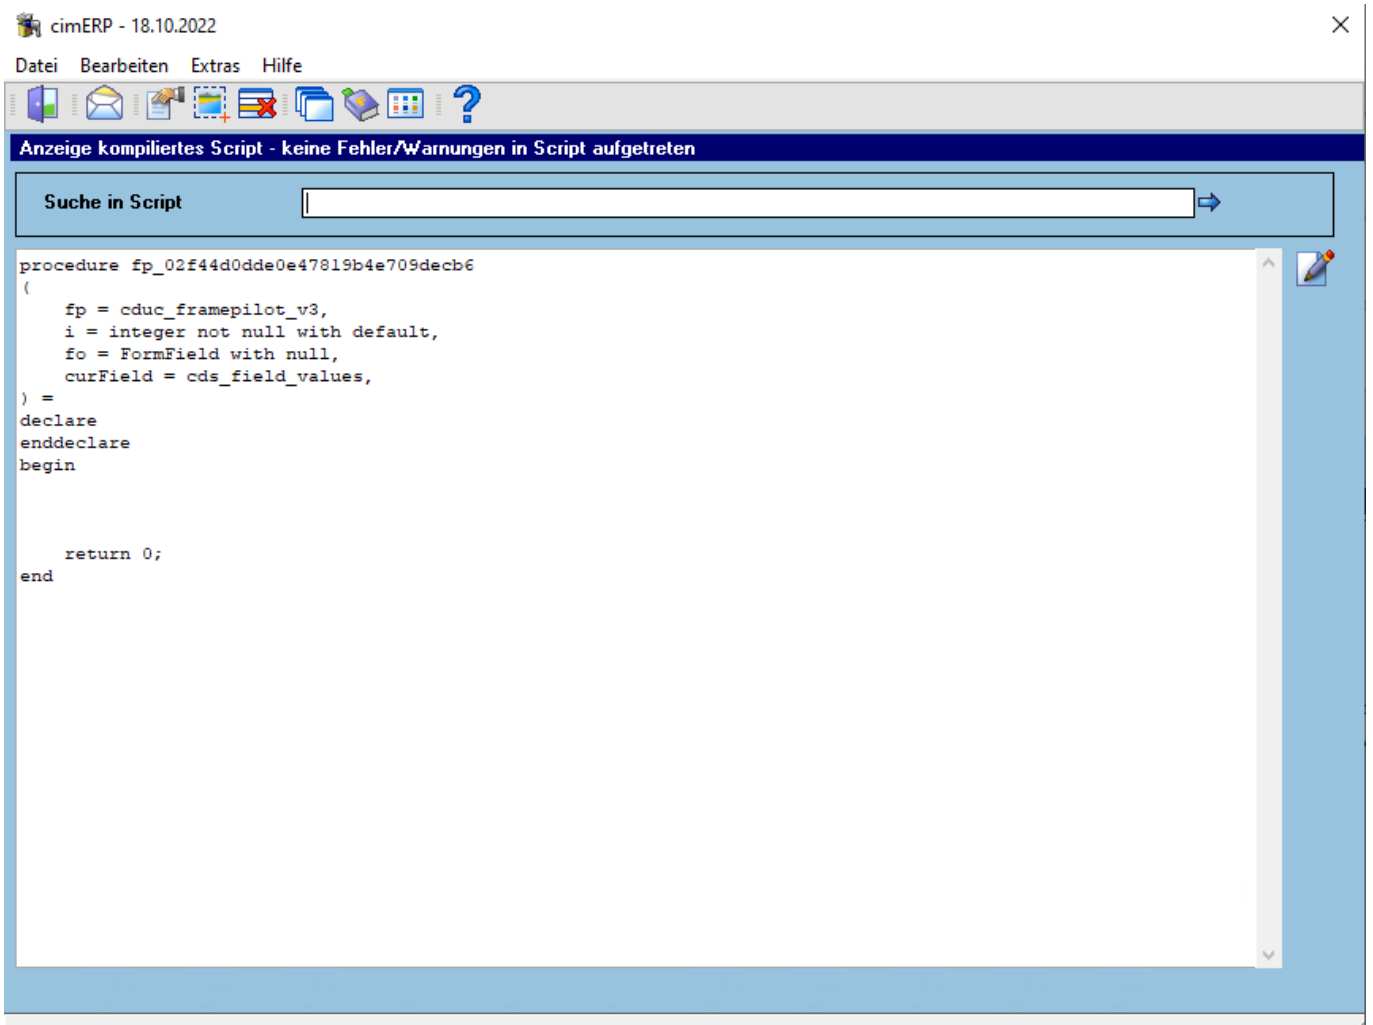 cimERP - 18.10.2022
Datei Bearbeiten Extras Hilfe
Anzeige kompiliertes Script - keine Fehler/Warnungen in Script aufgetreten
Suche in Script
procedure fp_02f44d0dde0e47819b4e709decb6
(
    fp = cduc_framepilot_v3,
    i = integer not null with default,
    fo = FormField with null,
    curField = cds_field_values,
) =
declare
enddeclare
begin
    return 0;
end